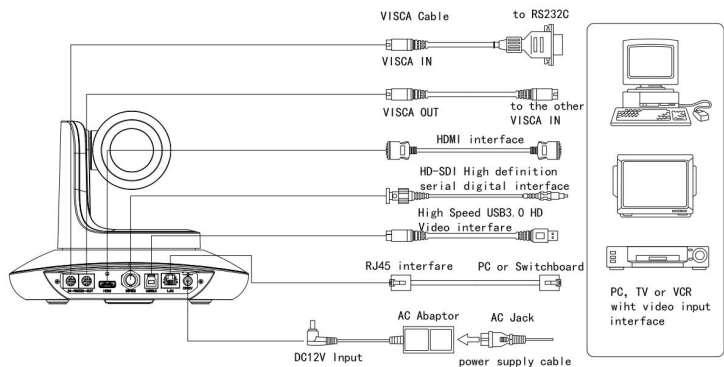 VISCA Cable
to RS232C
VISCA IN
VISCA OUT
to the other
VISCA IN
HDMI interface
HD-SDI High definition
serial digital interface
High Speed USB3.0 HD
Video interfare
RJ45 interfare
PC or Switchboard
AC Abaptor
AC Jack
DC12V Input
power supply cable
PC, TV or VCR
wiht video input
interface
HDMI
LAN